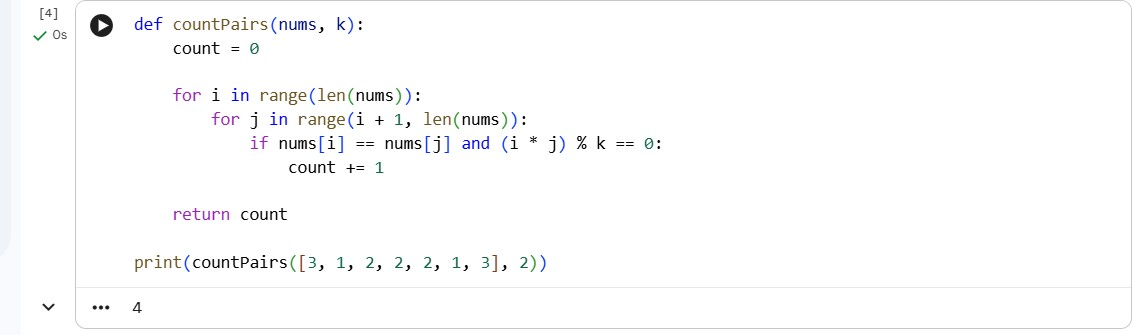 [4]
0s
def countPairs(nums, k):
    count = 0
    for i in range(len(nums)):
        for j in range(i + 1, len(nums)):
            if nums[i] == nums[j] and (i * j) % k == 0:
                count += 1
    return count
print(countPairs([3, 1, 2, 2, 2, 1, 3], 2))
4